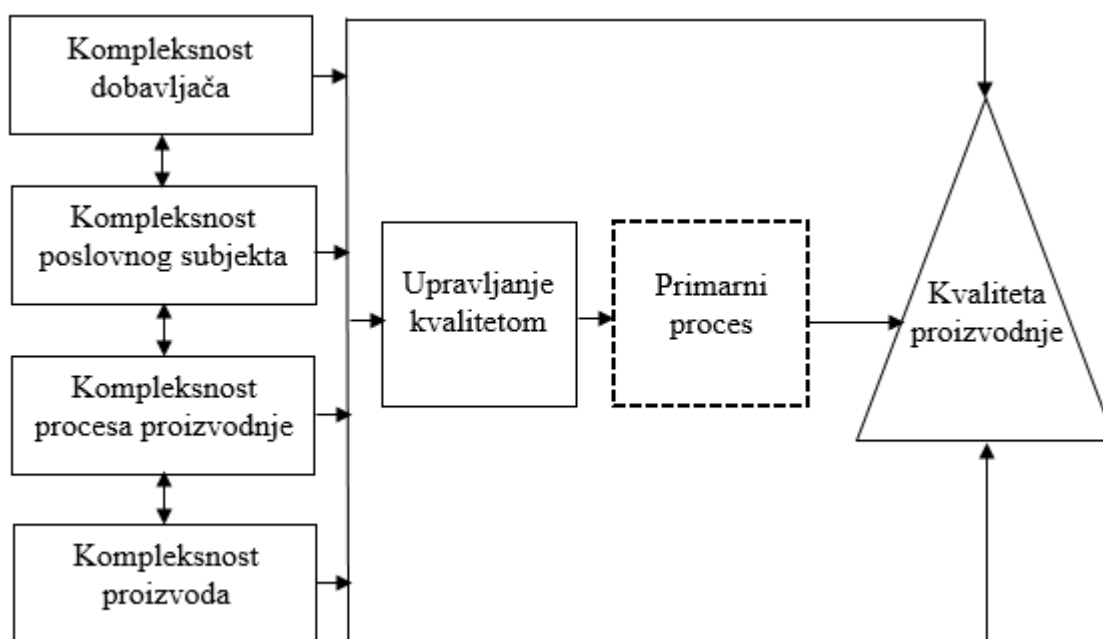 Kompleksnost
dobavljača
Kompleksnost
poslovnog subjekta
Kompleksnost
procesa proizvodnje
Kompleksnost
proizvoda
Upravljanje
kvalitetom
Primarni
proces
Kvaliteta
proizvodnje